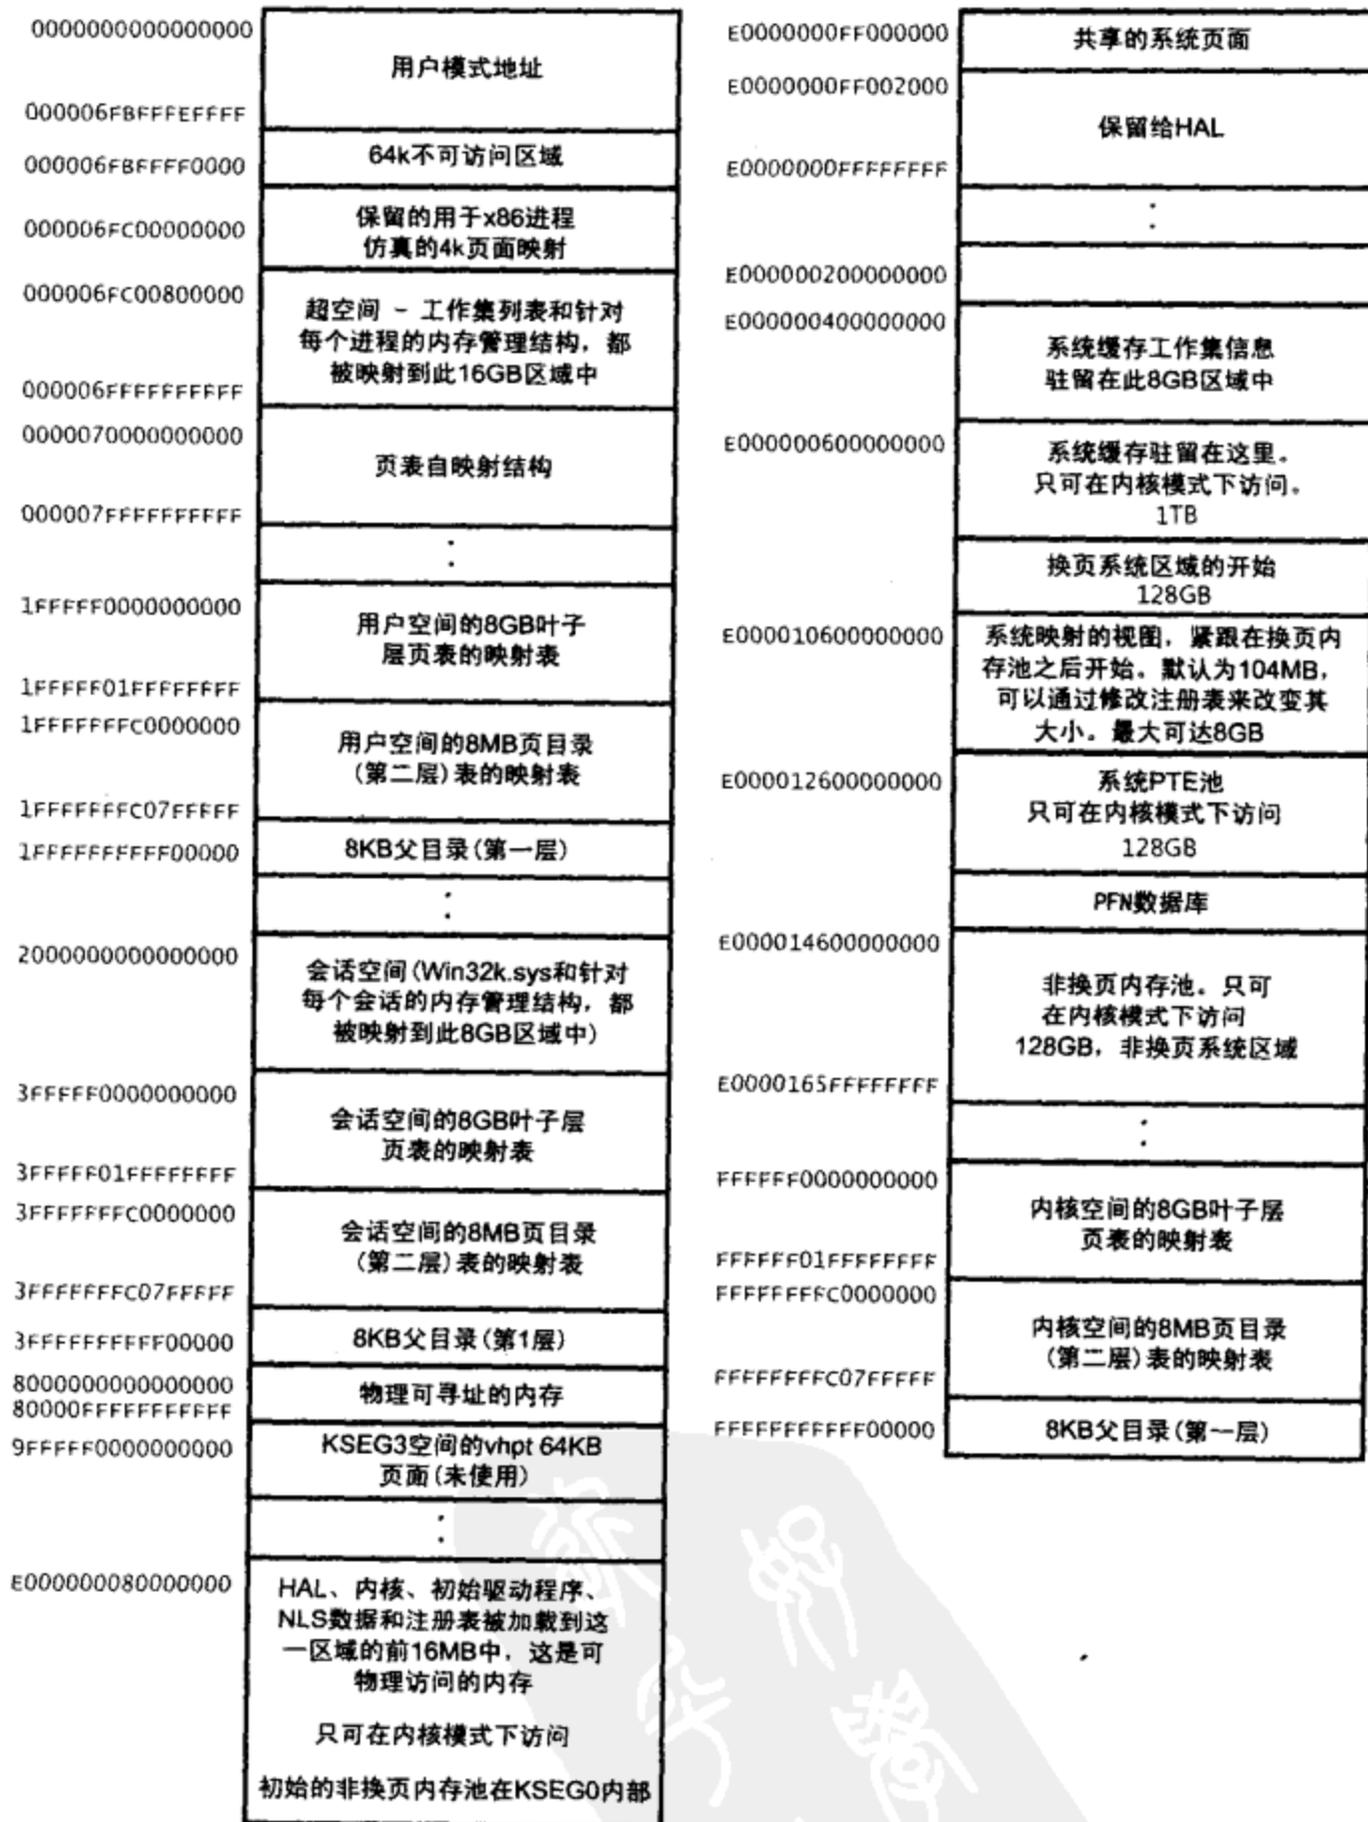 0000000000000000
用户模式地址
000006FBFFFEFFFF
000006FBFFFF0000
64k不可访问区域
000006FC00000000
保留的用于x86进程
仿真的4k页面映射
000006FC00800000
超空间 - 工作集列表和针对
每个进程的内存管理结构，都
被映射到此16GB区域中
000006FFFFFFFFFF
0000070000000000
页表自映射结构
000007FFFFFFFFFF
1FFFFF0000000000
用户空间的8GB叶子
层页表的映射表
1FFFFF01FFFFFFFF
1FFFFFFFC0000000
用户空间的8MB页目录
(第二层)表的映射表
1FFFFFFFC07FFFFF
1FFFFFFFFFF00000
8KB父目录(第一层)
2000000000000000
会话空间(Win32k.sys和针对
每个会话的内存管理结构，都
被映射到此8GB区域中)
3FFFFF0000000000
会话空间的8GB叶子层
页表的映射表
3FFFFF01FFFFFFFF
3FFFFFFFC0000000
会话空间的8MB页目录
(第二层)表的映射表
3FFFFFFFC07FFFFF
3FFFFFFFFFF00000
8KB父目录(第1层)
8000000000000000
物理可寻址的内存
80000FFFFFFFFFFF
9FFFFF0000000000
KSEG3空间的vhpt 64KB
页面(未使用)
E000000080000000
HAL、内核、初始驱动程序、
NLS数据和注册表被加载到这
一区域的前16MB中，这是可
物理访问的内存
只可在内核模式下访问
初始的非换页内存池在KSEG0内部
E0000000FF000000
共享的系统页面
E0000000FF002000
保留给HAL
E0000000FFFFFFFF
E000000200000000
E000000400000000
系统缓存工作集信息
驻留在此8GB区域中
E000000600000000
系统缓存驻留在这里。
只可在内核模式下访问。
1TB
换页系统区域的开始
128GB
E000010600000000
系统映射的视图，紧跟在换页内
存池之后开始。默认为104MB，
可以通过修改注册表来改变其
大小。最大可达8GB
E000012600000000
系统PTE池
只可在内核模式下访问
128GB
PFN数据库
E000014600000000
非换页内存池。只可
在内核模式下访问
128GB，非换页系统区域
E0000165FFFFFFFF
FFFFFF0000000000
内核空间的8GB叶子层
页表的映射表
FFFFFF01FFFFFFFF
FFFFFFFFC0000000
内核空间的8MB页目录
(第二层)表的映射表
FFFFFFFFC07FFFFF
FFFFFFFFFFF00000
8KB父目录(第一层)